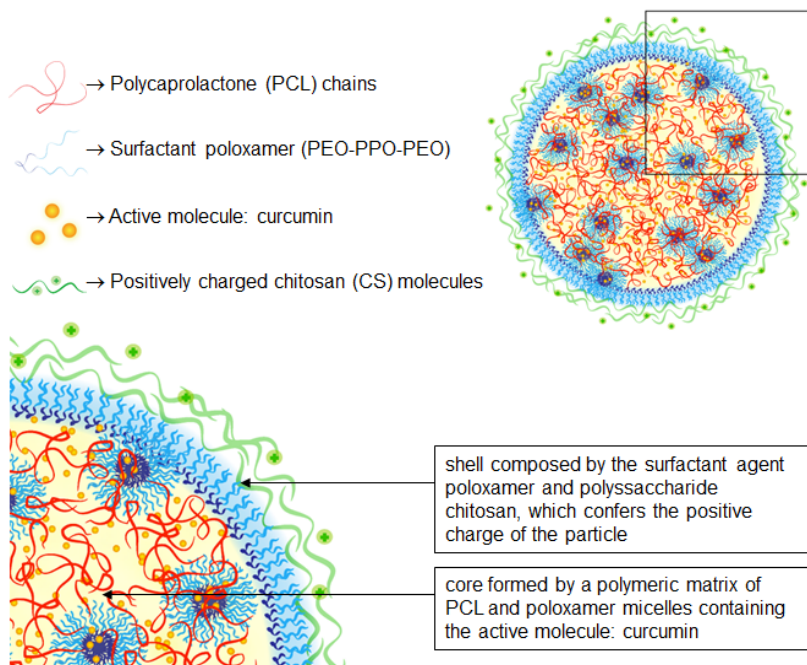 → Polycaprolactone (PCL) chains
→ Surfactant poloxamer (PEO-PPO-PEO)
→ Active molecule: curcumin
→ Positively charged chitosan (CS) molecules
shell composed by the surfactant agent
poloxamer and polyssaccharide
chitosan, which confers the positive
charge of the particle
core formed by a polymeric matrix of
PCL and poloxamer micelles containing
the active molecule: curcumin